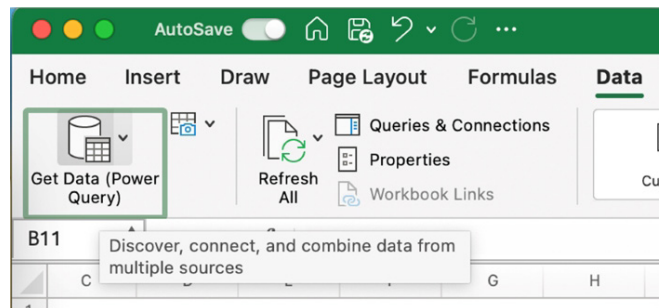 AutoSave
Home Insert Draw Page Layout Formulas Data
Get Data (Power
Query)
Refresh
All
Queries & Connections
Properties
Workbook Links
B11
Discover, connect, and combine data from
multiple sources
C G H
1